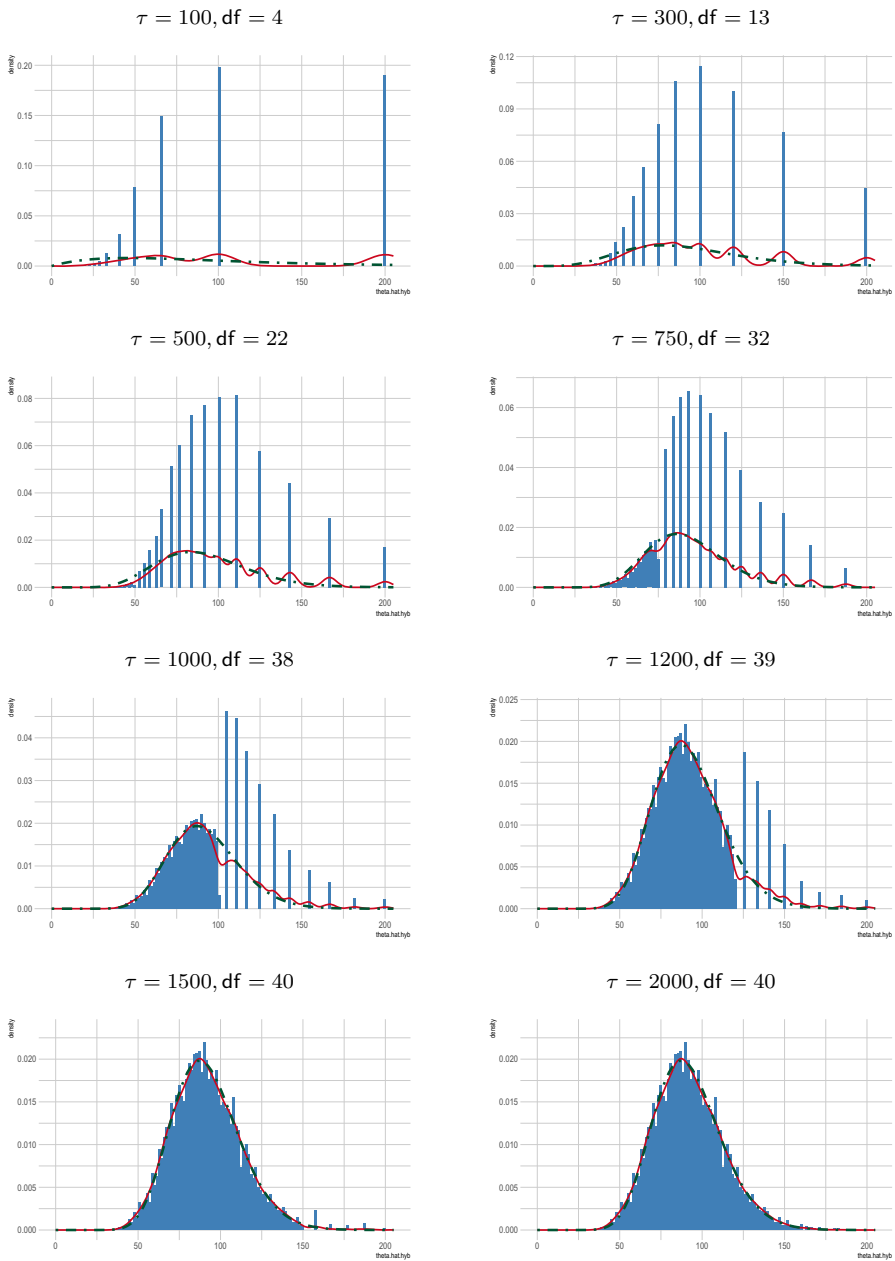 τ = 100, df = 4
density
0.20
0.15
0.10
0.05
0.00
0 50 100 150 200
theta.hat.hyb
τ = 300, df = 13
density
0.12
0.09
0.06
0.03
0.00
0 50 100 150 200
theta.hat.hyb
τ = 500, df = 22
density
0.08
0.06
0.04
0.02
0.00
0 50 100 150 200
theta.hat.hyb
τ = 750, df = 32
density
0.06
0.04
0.02
0.00
0 50 100 150 200
theta.hat.hyb
τ = 1000, df = 38
density
0.04
0.03
0.02
0.01
0.00
0 50 100 150 200
theta.hat.hyb
τ = 1200, df = 39
density
0.025
0.020
0.015
0.010
0.005
0.000
0 50 100 150 200
theta.hat.hyb
τ = 1500, df = 40
density
0.020
0.015
0.010
0.005
0.000
0 50 100 150 200
theta.hat.hyb
τ = 2000, df = 40
density
0.020
0.015
0.010
0.005
0.000
0 50 100 150 200
theta.hat.hyb